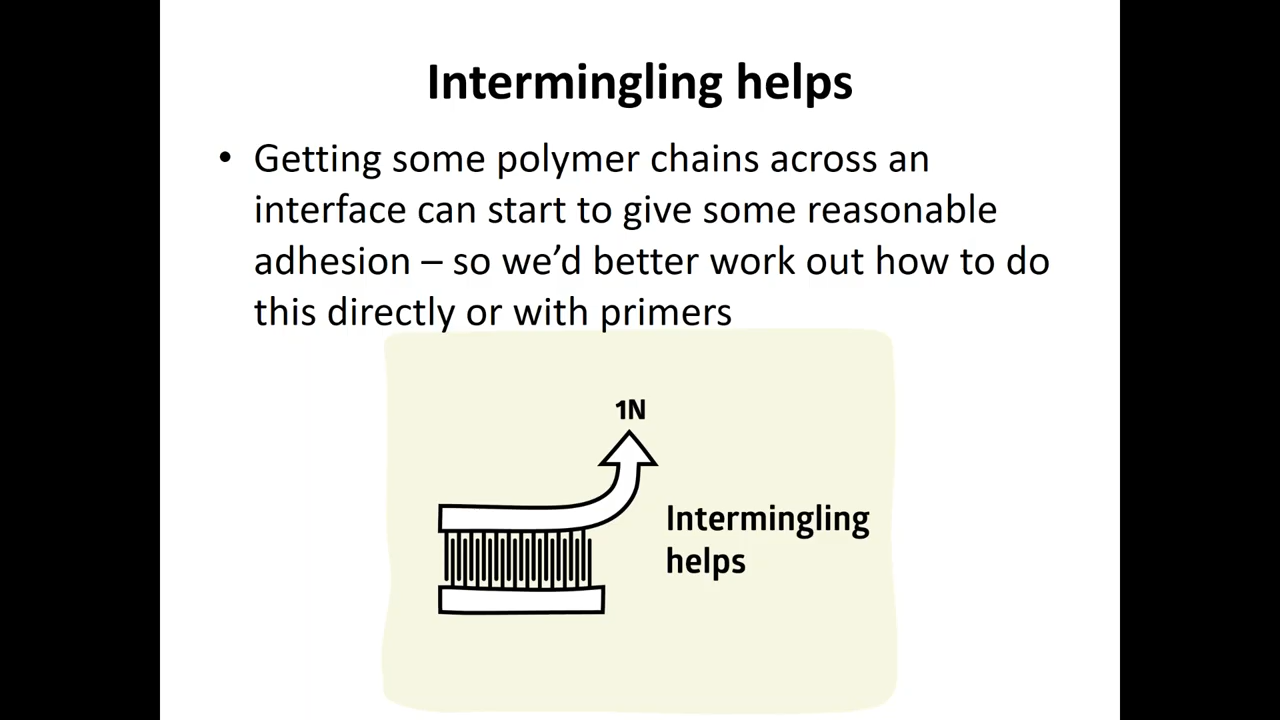 Intermingling helps
• Getting some polymer chains across an
interface can start to give some reasonable
adhesion – so we’d better work out how to do
this directly or with primers
1N
Intermingling
helps